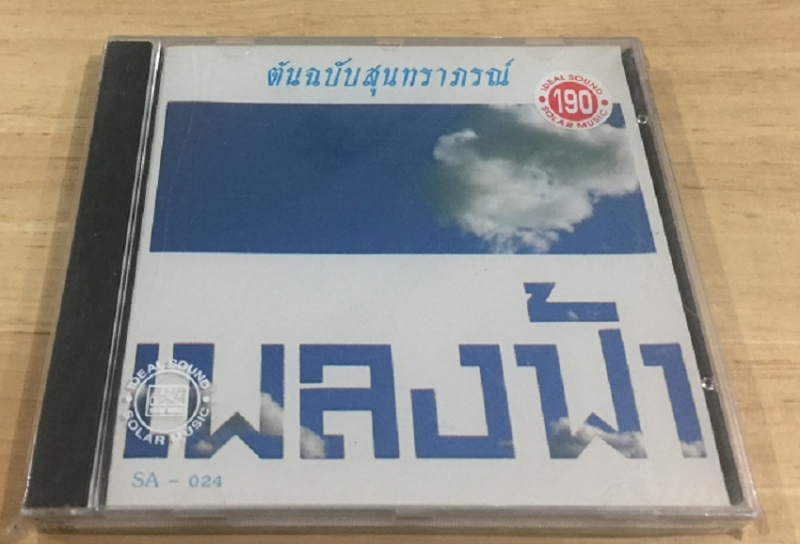 ต้นฉบับสุนทราภรณ์
IDEAL SOUND
190
SOLAR MUSIC
เพลงฟ้า
IDEAL SOUND
SOLAR MUSIC
SA - 024